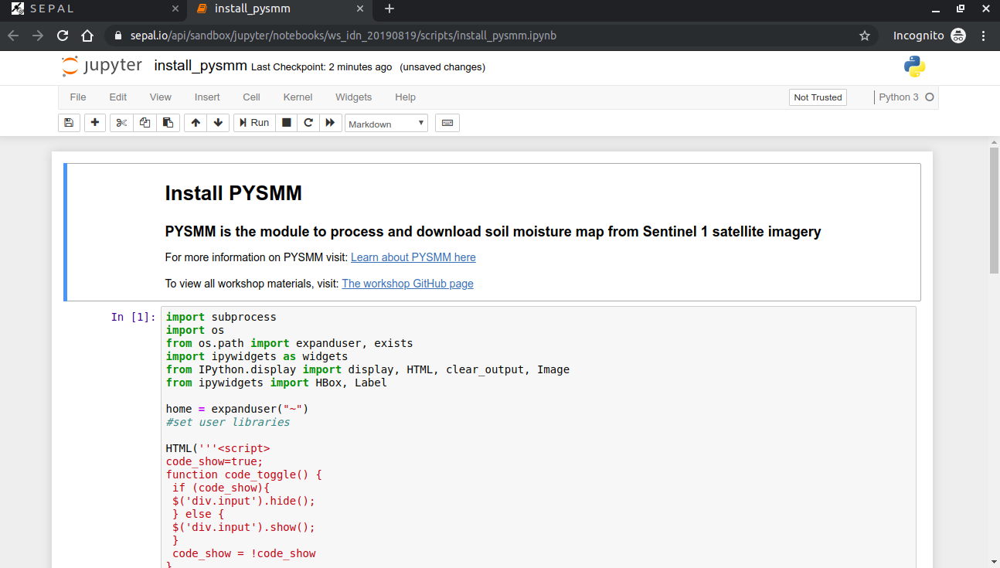 SEPAL
install_pysmm
sepal.io/api/sandbox/jupyter/notebooks/ws_idn_20190819/scripts/install_pysmm.ipynb
Incognito
jupyter install_pysmm Last Checkpoint: 2 minutes ago (unsaved changes)
File Edit View Insert Cell Kernel Widgets Help
Not Trusted
Python 3
Run
Markdown
Install PYSMM
PYSMM is the module to process and download soil moisture map from Sentinel 1 satellite imagery
For more information on PYSMM visit: Learn about PYSMM here
To view all workshop materials, visit: The workshop GitHub page
In [1]:
import subprocess
import os
from os.path import expanduser, exists
import ipywidgets as widgets
from IPython.display import display, HTML, clear_output, Image
from ipywidgets import HBox, Label
home = expanduser("~")
#set user libraries
HTML('''<script>
code_show=true;
function code_toggle() {
if (code_show){
$('div.input').hide();
} else {
$('div.input').show();
}
code_show = !code_show
}